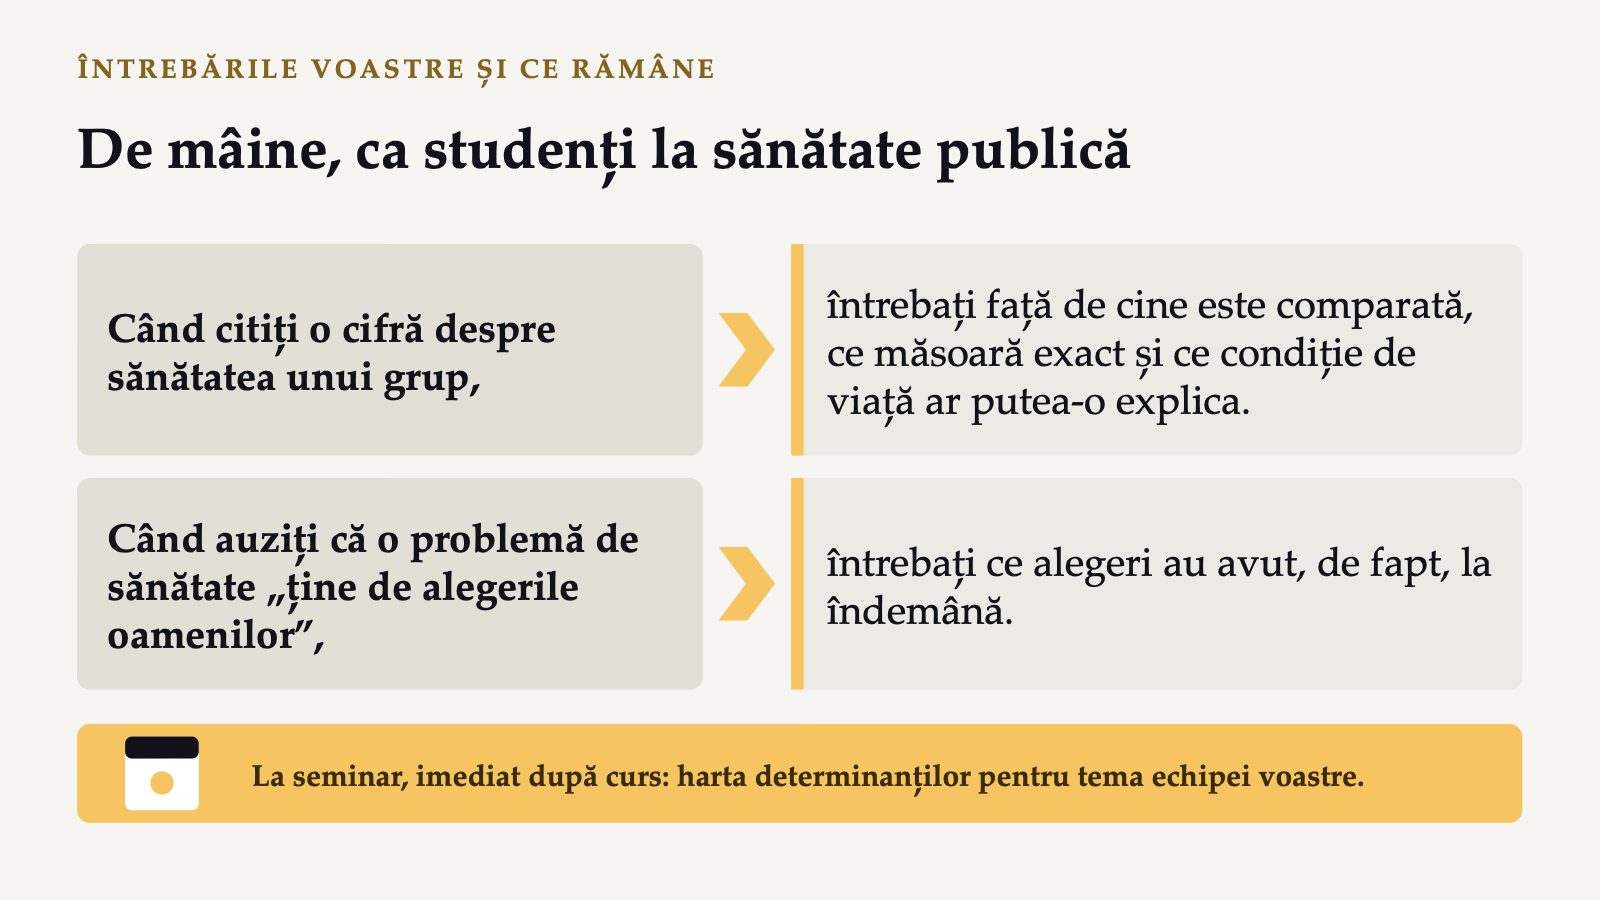 ÎNTREBĂRILE VOASTRE ȘI CE RĂMÂNE
De mâine, ca studenți la sănătate publică
Când citiți o cifră despre
sănătatea unui grup,
întrebați față de cine este comparată,
ce măsoară exact și ce condiție de
viață ar putea-o explica.
Când auziți că o problemă de
sănătate „ține de alegerile
oamenilor”,
întrebați ce alegeri au avut, de fapt, la
îndemână.
La seminar, imediat după curs: harta determinanților pentru tema echipei voastre.